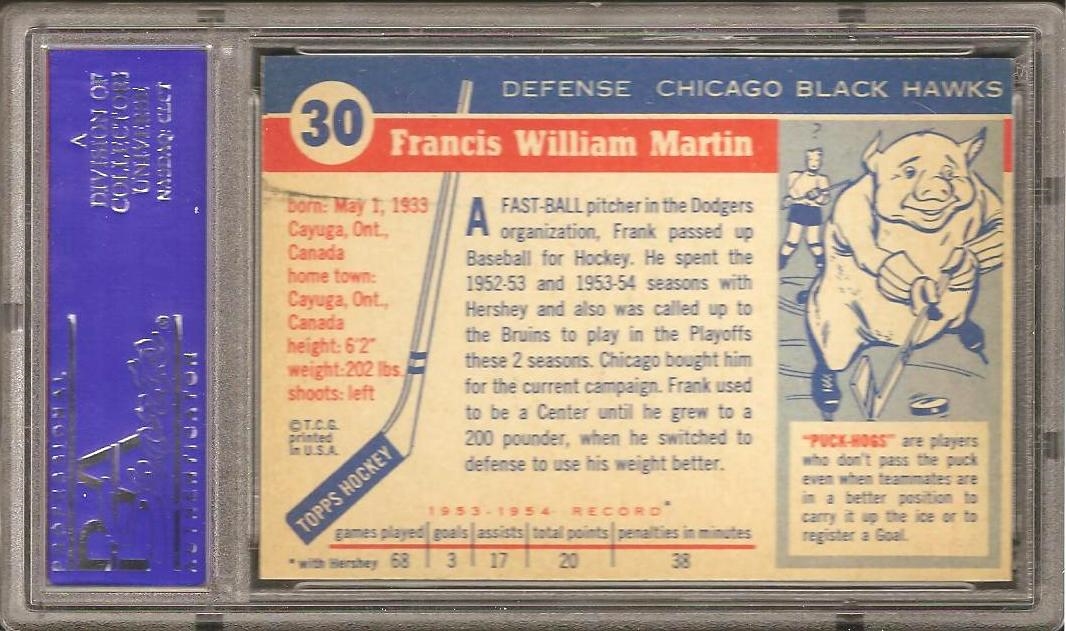 DEFENSE CHICAGO BLACK HAWKS
30
Francis William Martin
born: May 1, 1933
Cayuga, Ont.,
Canada
home town:
Cayuga, Ont.,
Canada
height: 6'2"
weight: 202 lbs.
shoots: left
© T.C.G.
printed
in U.S.A.
TOPPS HOCKEY
A FAST-BALL pitcher in the Dodgers
organization, Frank passed up
Baseball for Hockey. He spent the
1952-53 and 1953-54 seasons with
Hershey and also was called up to
the Bruins to play in the Playoffs
these 2 seasons. Chicago bought him
for the current campaign. Frank used
to be a Center until he grew to a
200 pounder, when he switched to
defense to use his weight better.
1953-1954 RECORD*
games played goals assists total points penalties in minutes
*with Hershey 68 3 17 20 38
?
"PUCK-HOGS" are players
who don't pass the puck
even when teammates are
in a better position to
carry it up the ice or to
register a Goal.
A
DIVISION OF
COLLECTORS
UNIVERSE
NASDAQ: CLCT
PROFESSIONAL
PSA
AUTHENTICATOR